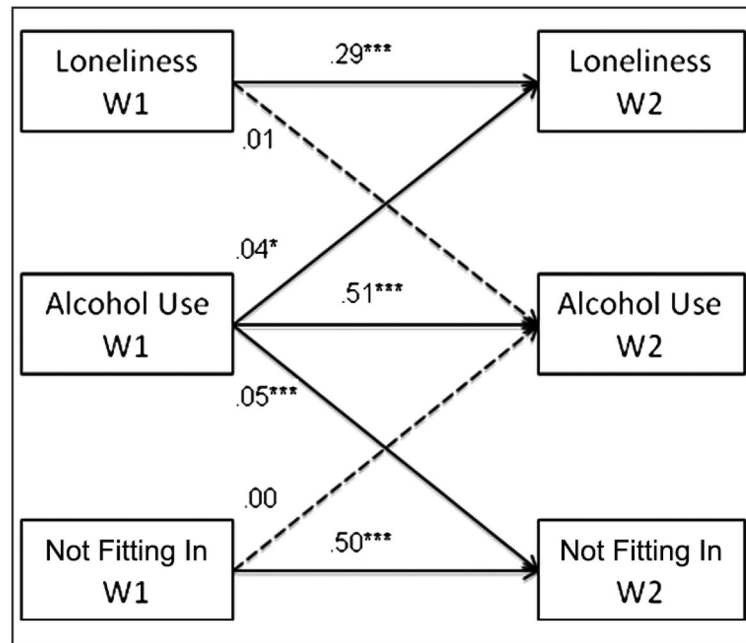 Loneliness
W1
.29***
Loneliness
W2
.01
.04*
Alcohol Use
W1
.51***
Alcohol Use
W2
.05***
.00
Not Fitting In
W1
.50***
Not Fitting In
W2